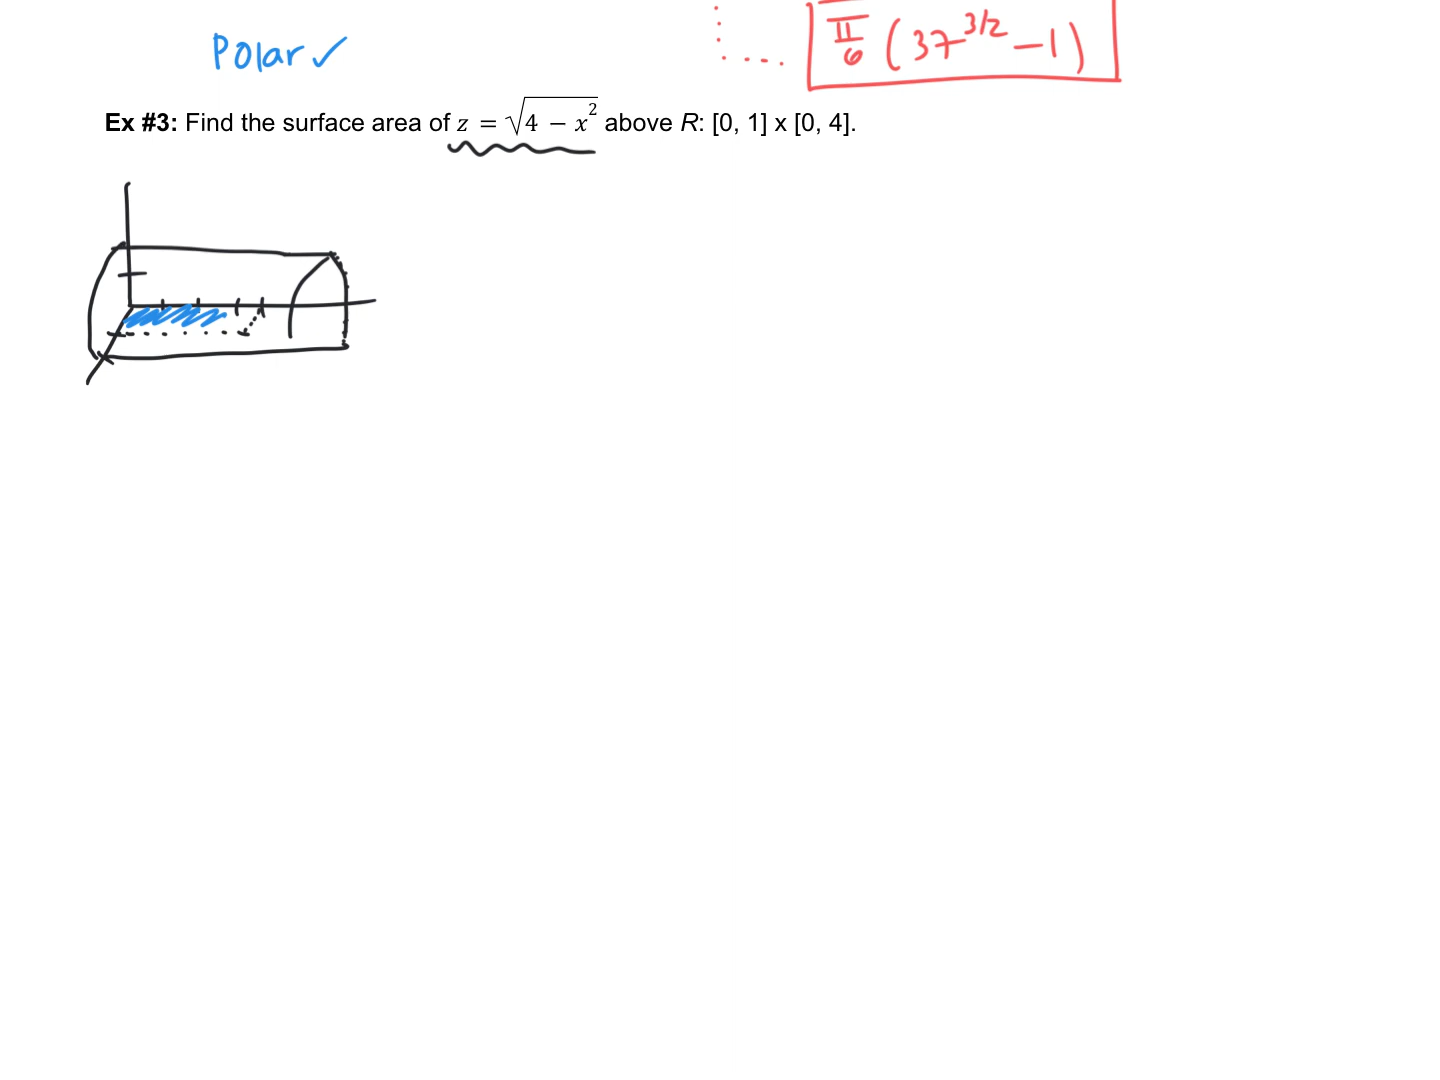 π/6 (37^3/2 - 1)
Polar ✓
Ex #3: Find the surface area of z = √(4 − x²) above R: [0, 1] x [0, 4].